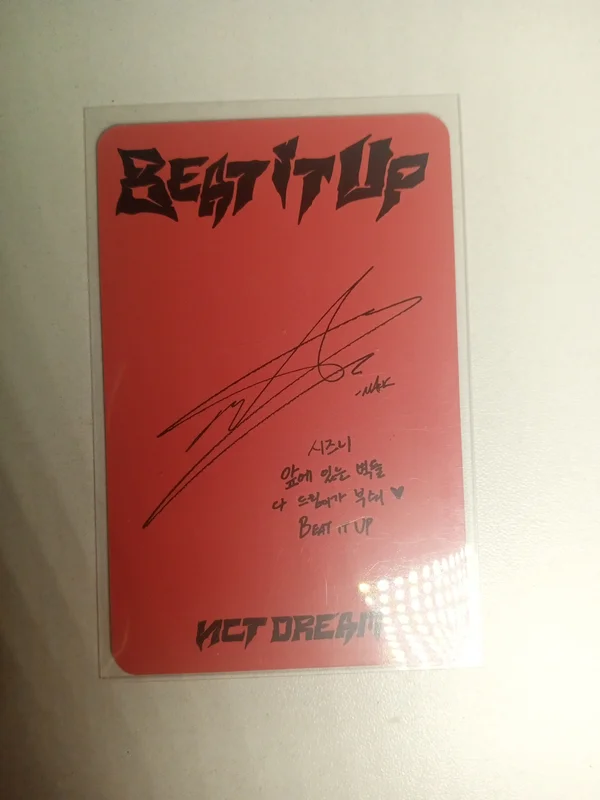 BEAT IT UP
-MARK
시즈니
앞에 있는 벽들
다 드림이가 부숴 ♥
BEAT IT UP
NCT DREAM